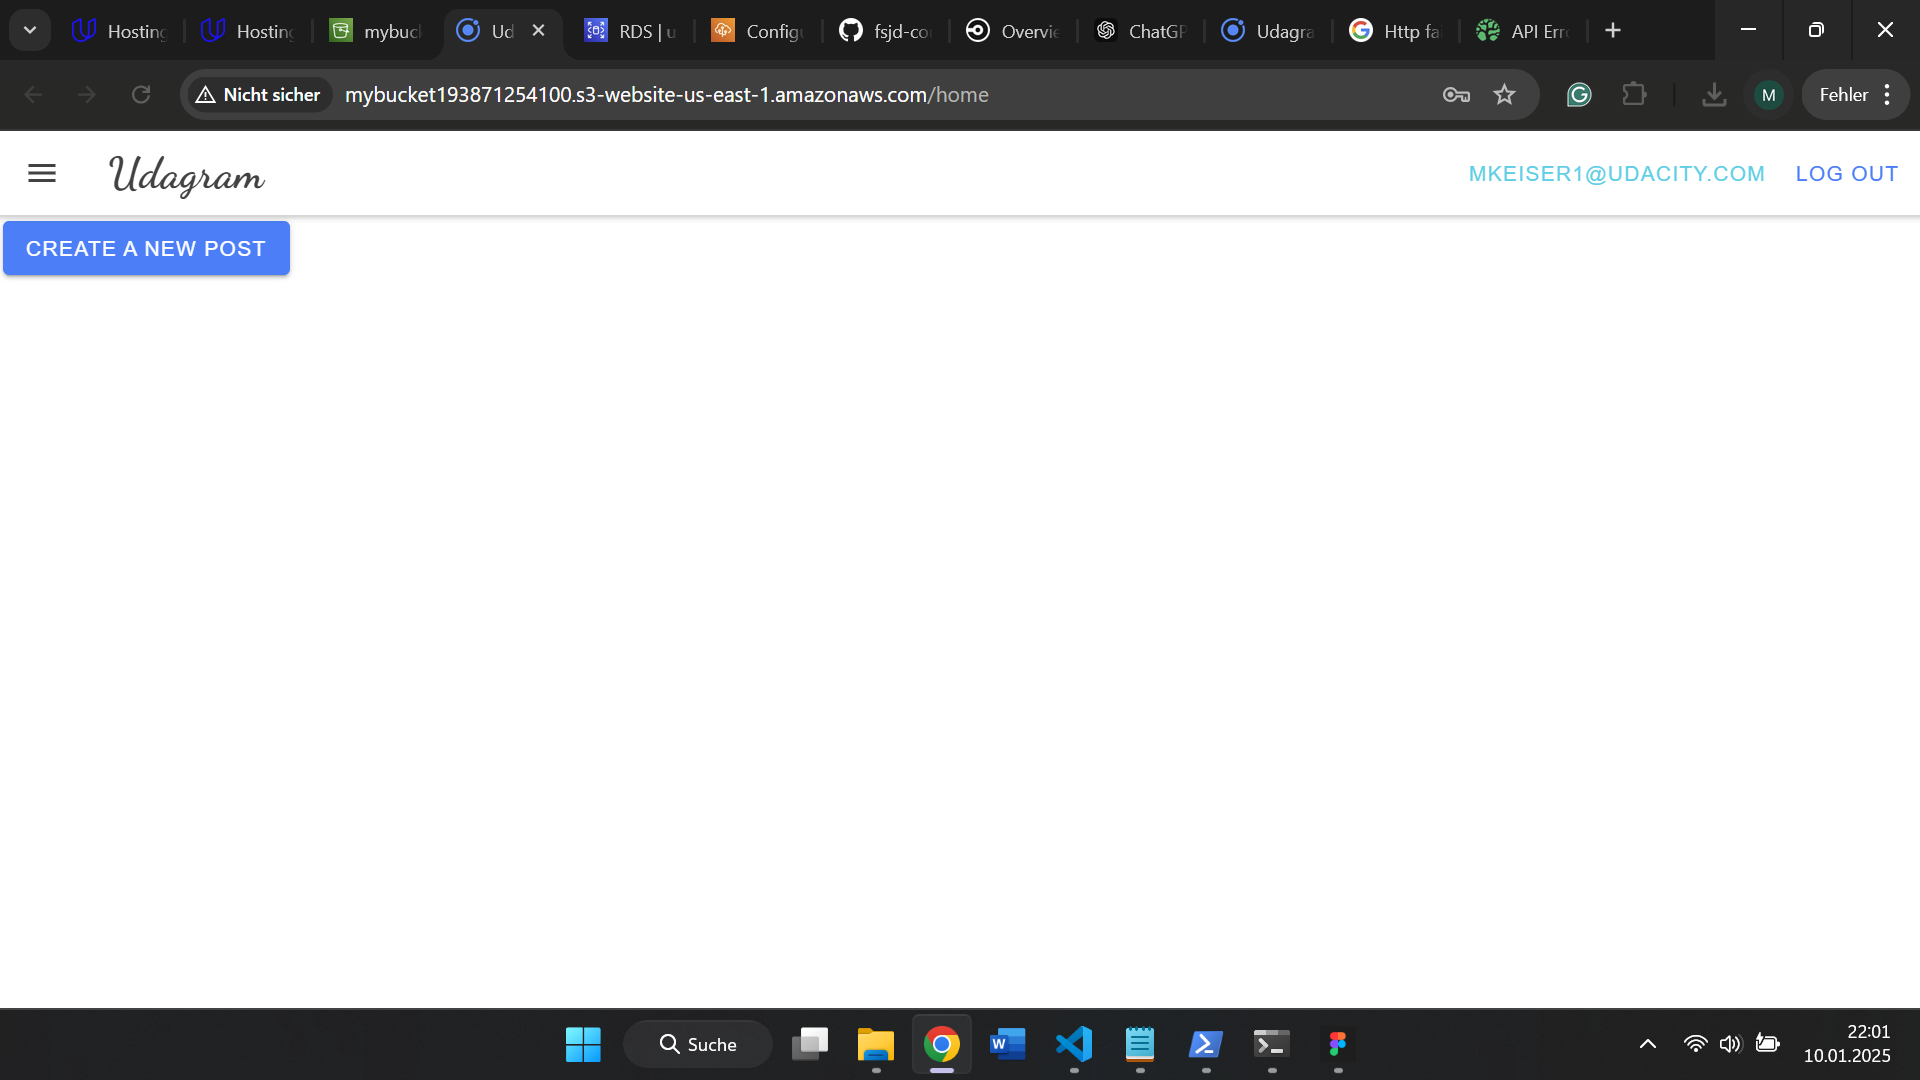 Hosting
Hosting
mybuck
Ud
RDS | u
Config
fsjd-co
Overvie
ChatGP
Udagra
Http fa
API Err
Nicht sicher
mybucket193871254100.s3-website-us-east-1.amazonaws.com/home
M
Fehler
Udagram
MKEISER1@UDACITY.COM
LOG OUT
CREATE A NEW POST
Suche
22:01
10.01.2025